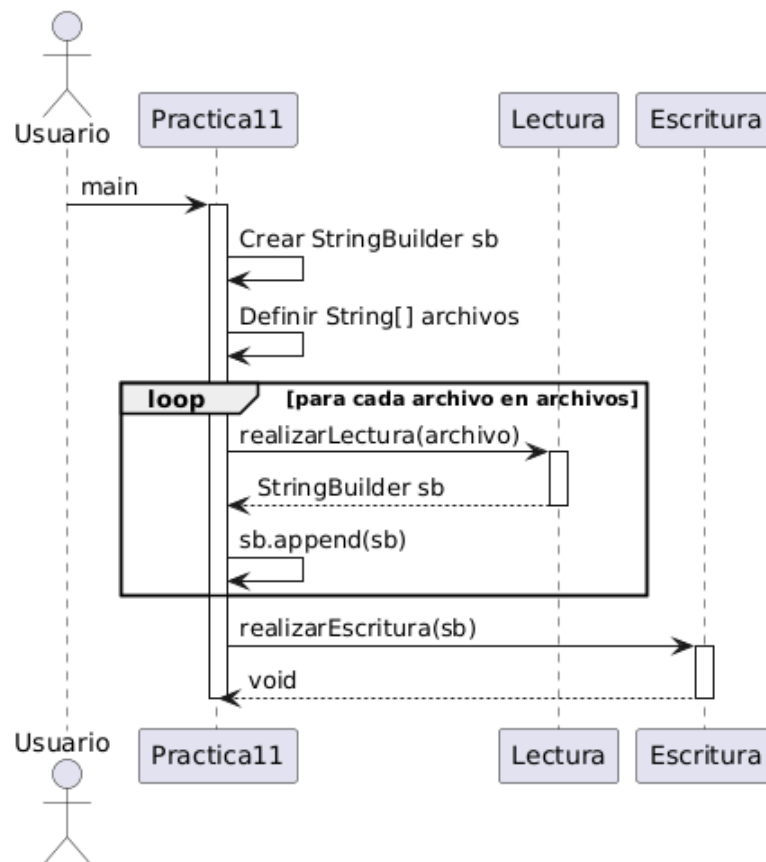 Usuario
Practica11
Lectura
Escritura
main
Crear StringBuilder sb
Definir String[] archivos
loop
[para cada archivo en archivos]
realizarLectura(archivo)
StringBuilder sb
sb.append(sb)
realizarEscritura(sb)
void
Usuario
Practica11
Lectura
Escritura